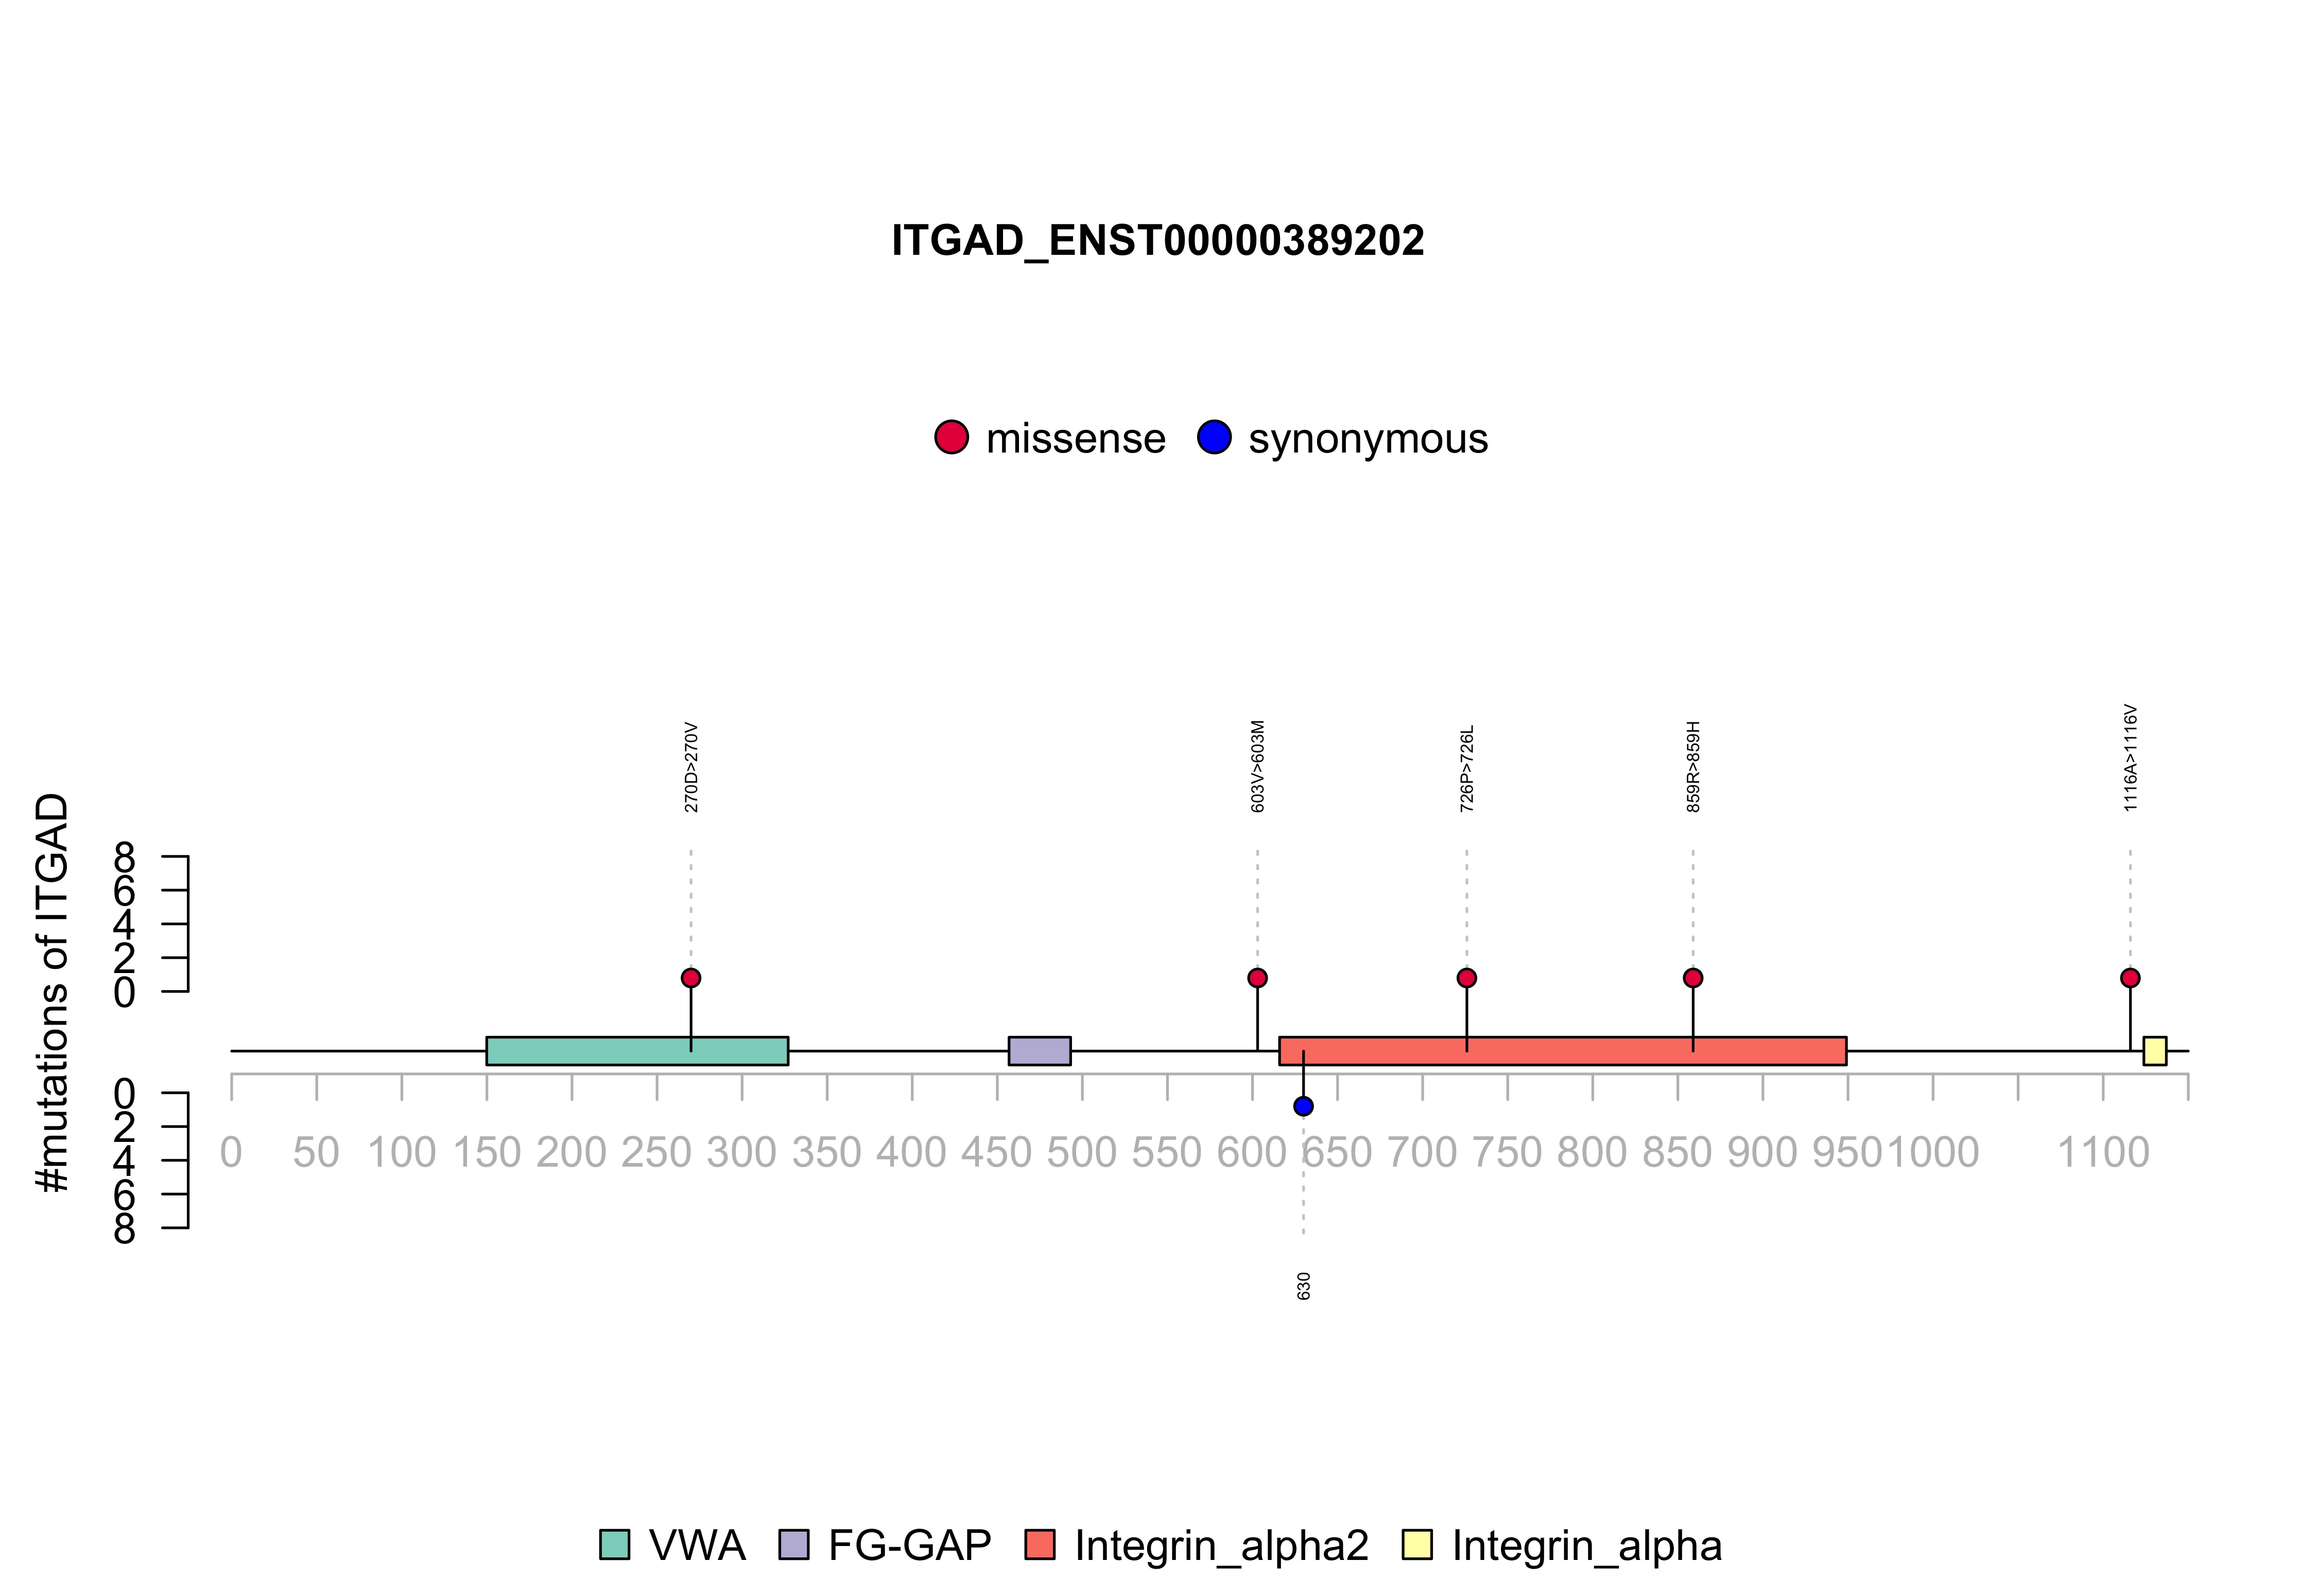 ITGAD_ENST00000389202
missense synonymous
270D>270V
603V>603M
726P>726L
859R>859H
1116A>1116V
#mutations of ITGAD
8
6
4
2
0
0
2
4
6
8
0 50 100 150 200 250 300 350 400 450 500 550 600 650 700 750 800 850 900 950 1000 1100
630
VWA FG-GAP Integrin_alpha2 Integrin_alpha